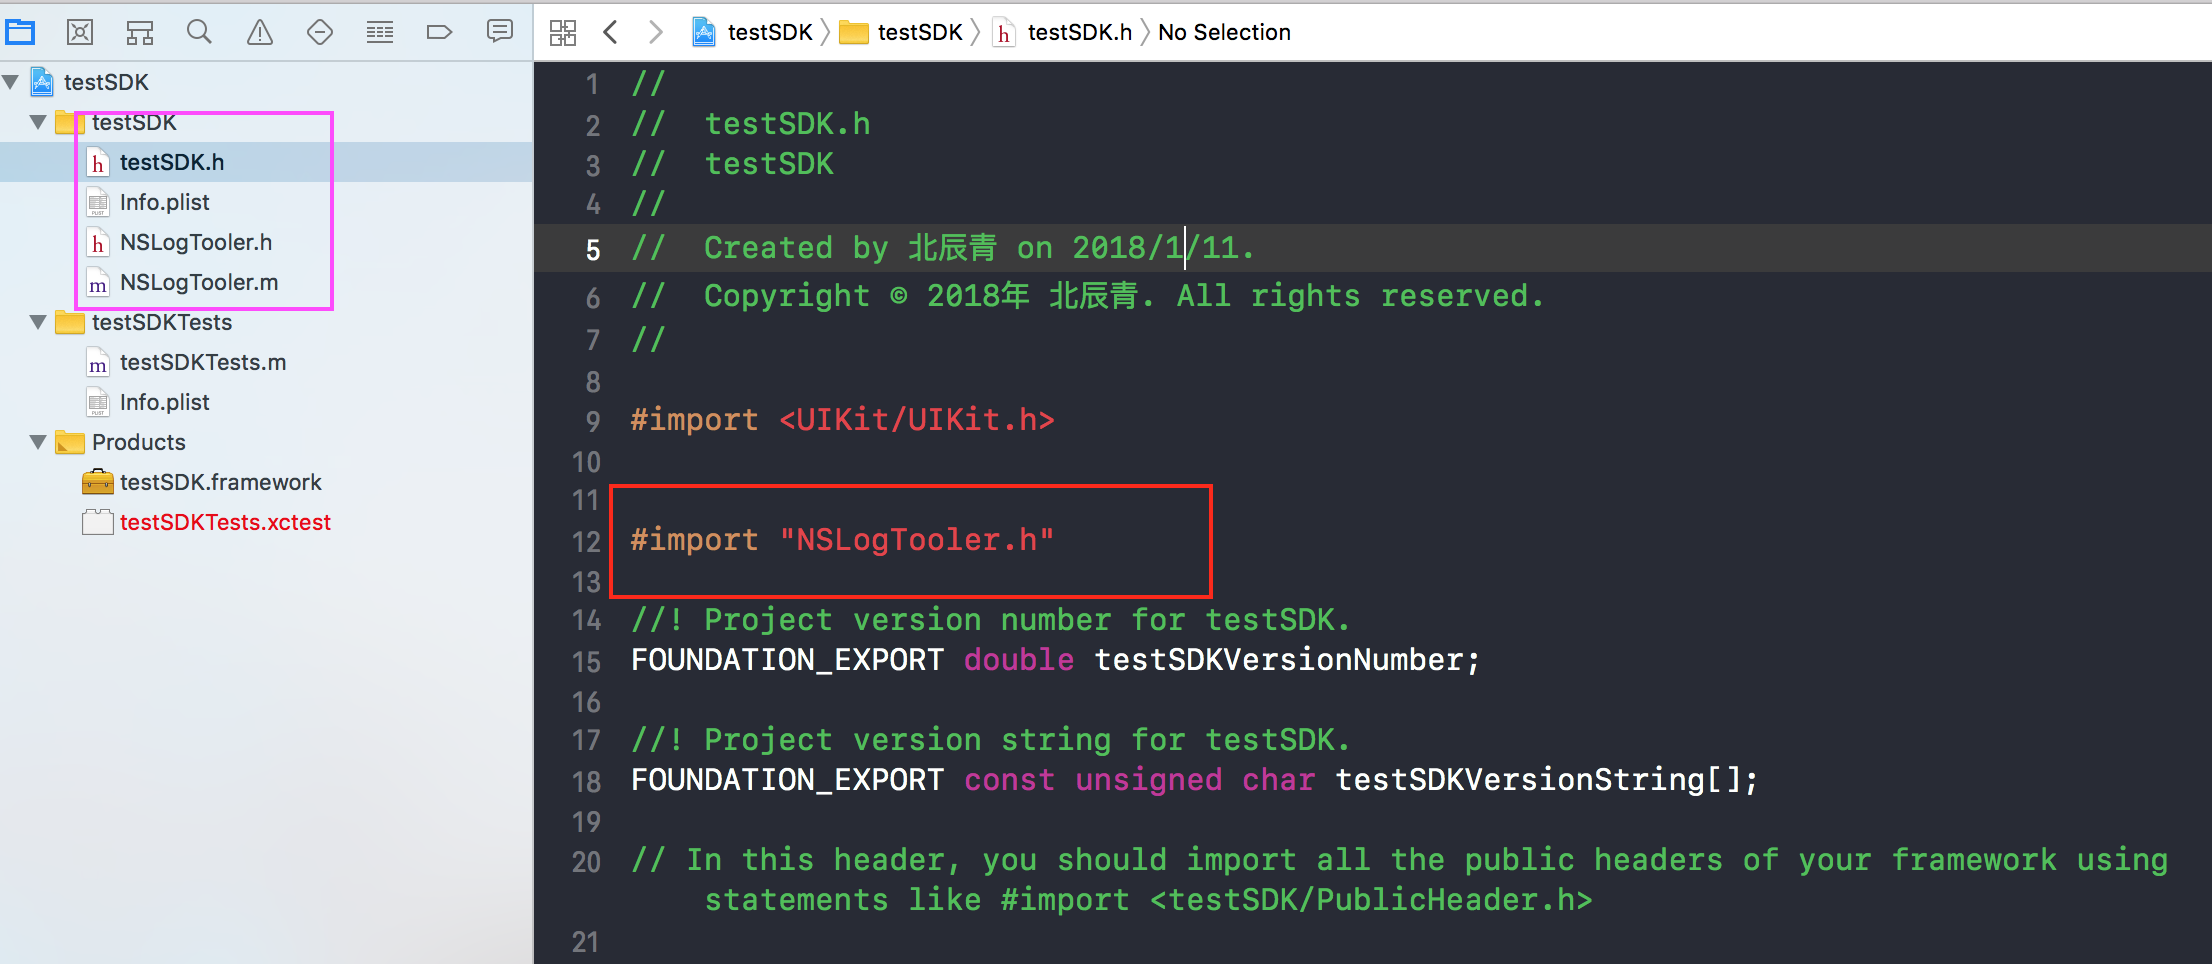 testSDK 〉 testSDK 〉 h testSDK.h 〉 No Selection
testSDK
testSDK
h testSDK.h
PLIST Info.plist
h NSLogTooler.h
m NSLogTooler.m
testSDKTests
m testSDKTests.m
PLIST Info.plist
Products
testSDK.framework
testSDKTests.xctest
1 //
2 //  testSDK.h
3 //  testSDK
4 //
5 //  Created by 北辰青 on 2018/1/11.
6 //  Copyright © 2018年 北辰青. All rights reserved.
7 //
8
9 #import <UIKit/UIKit.h>
10
11
12 #import "NSLogTooler.h"
13
14 //! Project version number for testSDK.
15 FOUNDATION_EXPORT double testSDKVersionNumber;
16
17 //! Project version string for testSDK.
18 FOUNDATION_EXPORT const unsigned char testSDKVersionString[];
19
20 // In this header, you should import all the public headers of your framework using
statements like #import <testSDK/PublicHeader.h>
21